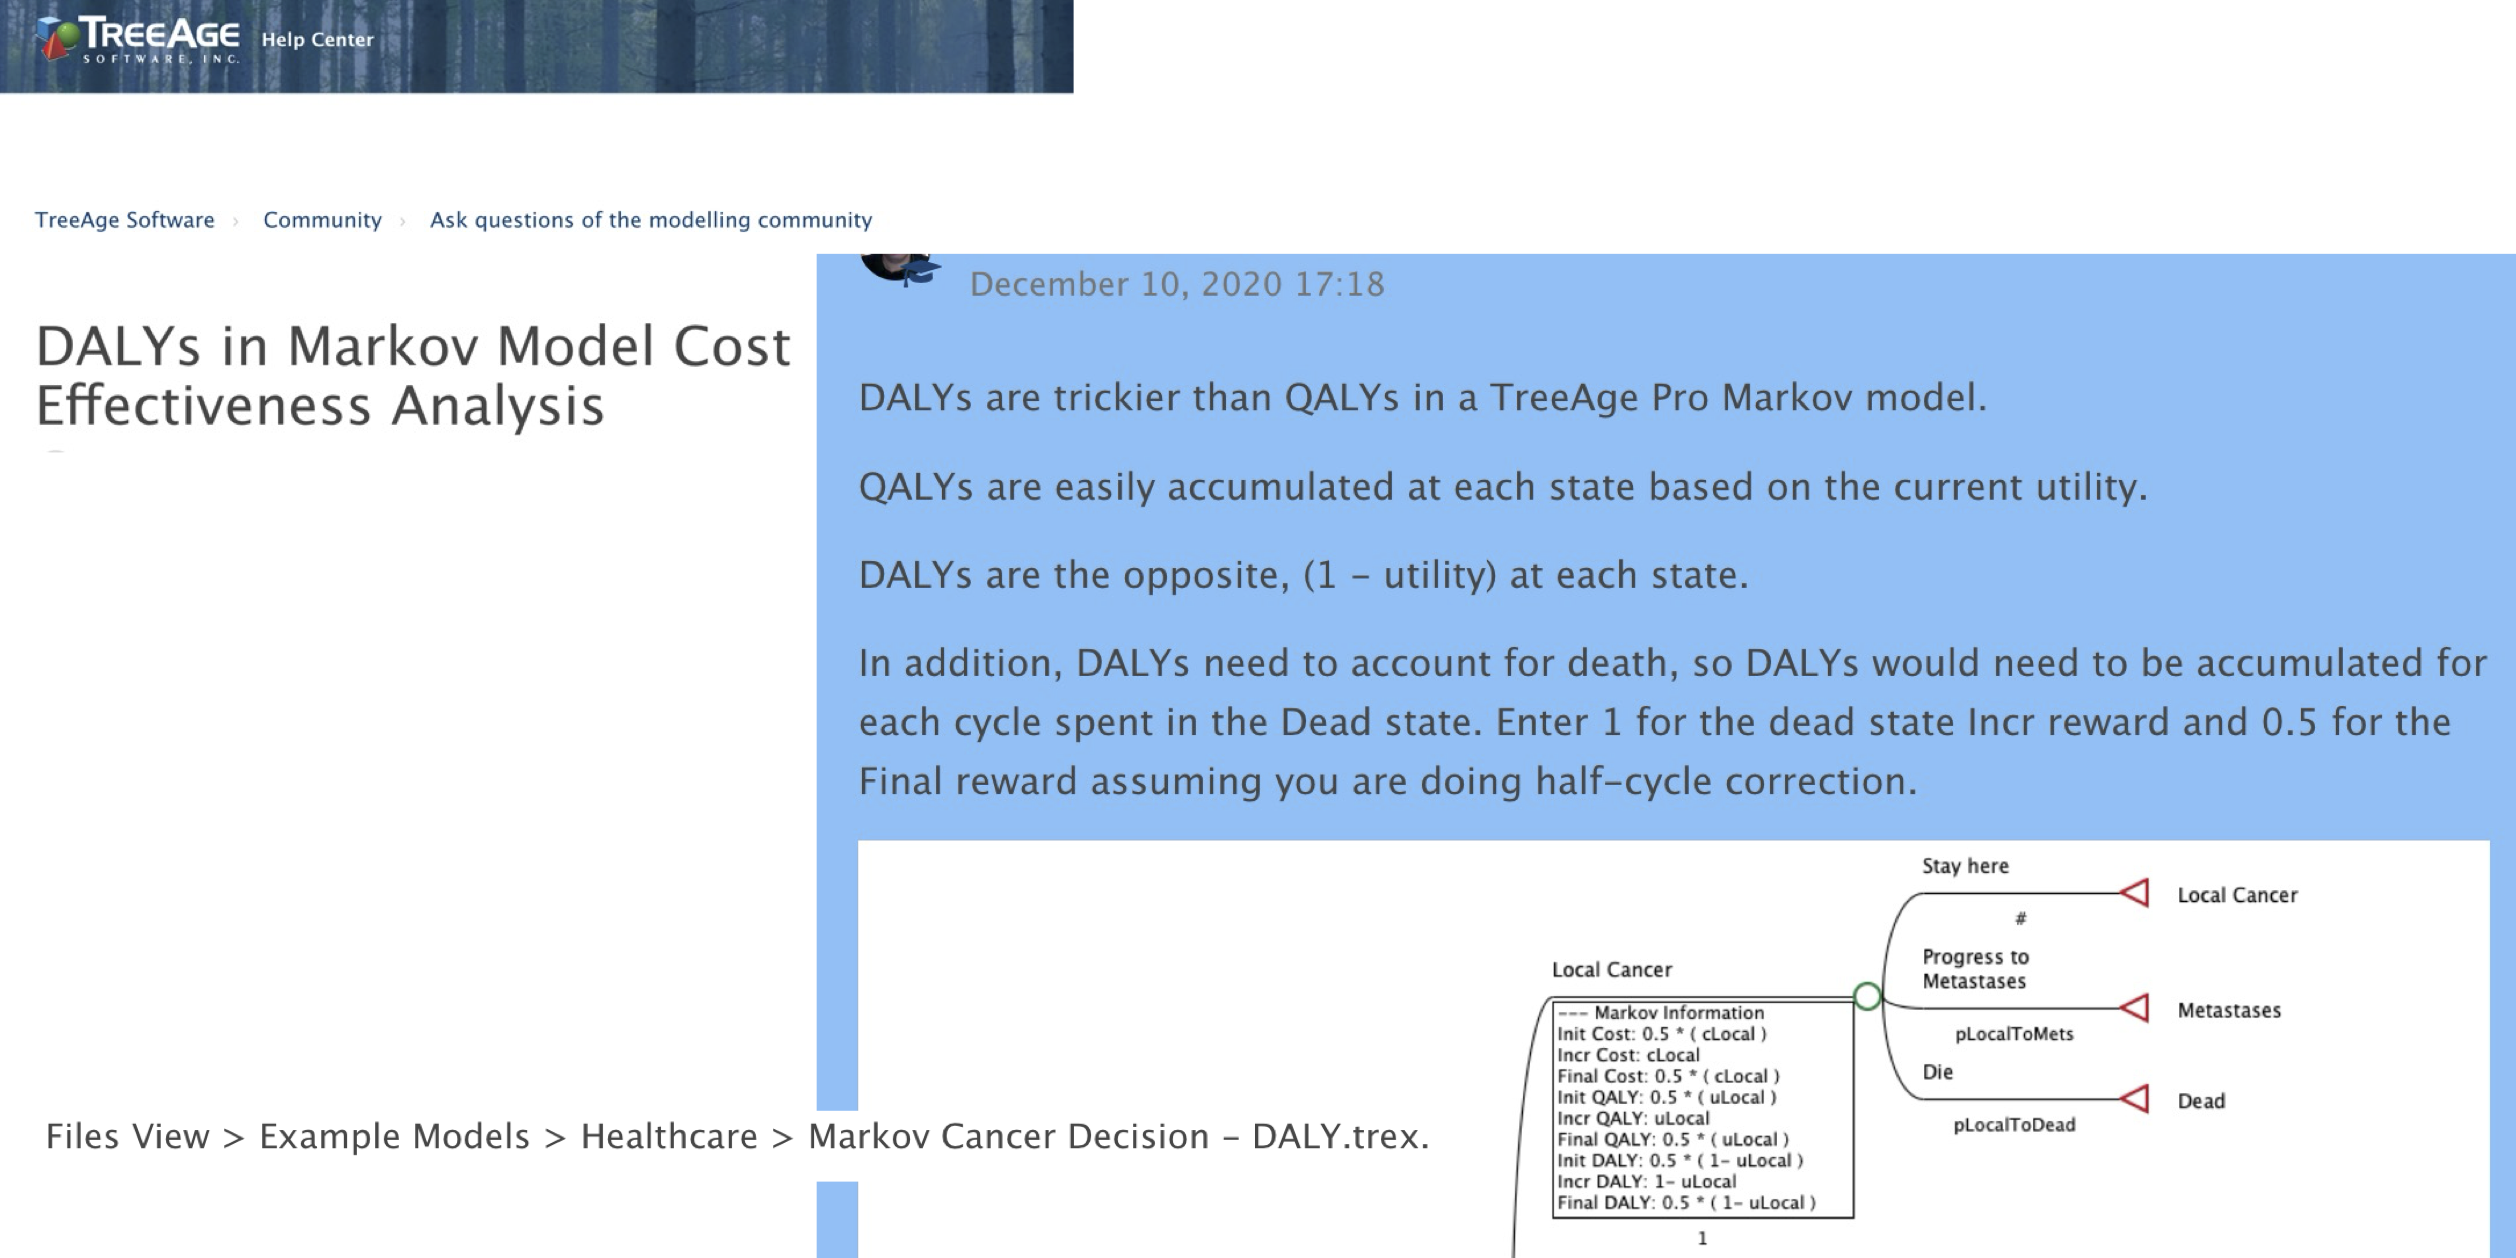 TREEAGE Help Center
SOFTWARE, INC.
TreeAge Software > Community > Ask questions of the modelling community
DALYs in Markov Model Cost
Effectiveness Analysis
December 10, 2020 17:18
DALYs are trickier than QALYs in a TreeAge Pro Markov model.
QALYs are easily accumulated at each state based on the current utility.
DALYs are the opposite, (1 – utility) at each state.
In addition, DALYs need to account for death, so DALYs would need to be accumulated for
each cycle spent in the Dead state. Enter 1 for the dead state Incr reward and 0.5 for the
Final reward assuming you are doing half-cycle correction.
Stay here
Local Cancer
#
Progress to
Metastases
Metastases
pLocalToMets
Die
Dead
pLocalToDead
Local Cancer
--- Markov Information
Init Cost: 0.5 * ( cLocal )
Incr Cost: cLocal
Final Cost: 0.5 * ( cLocal )
Init QALY: 0.5 * ( uLocal )
Incr QALY: uLocal
Final QALY: 0.5 * ( uLocal )
Init DALY: 0.5 * ( 1- uLocal )
Incr DALY: 1- uLocal
Final DALY: 0.5 * ( 1- uLocal )
1
Files View > Example Models > Healthcare > Markov Cancer Decision – DALY.trex.